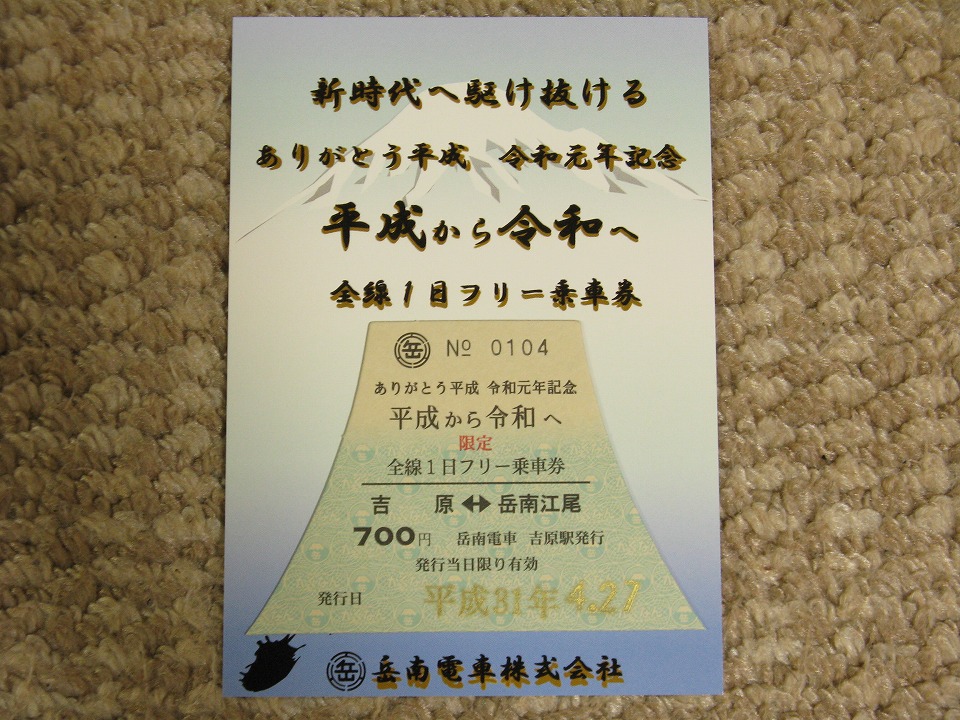 新時代へ駆け抜ける
ありがとう平成　令和元年記念
平成から令和へ
全線1日フリー乗車券
岳 № 0104
ありがとう平成 令和元年記念
平成から令和へ
限定
全線1日フリー乗車券
吉　原 ↔ 岳南江尾
700円　岳南電車　吉原駅発行
発行当日限り有効
発行日　平成31年 4.27
岳 岳南電車株式会社